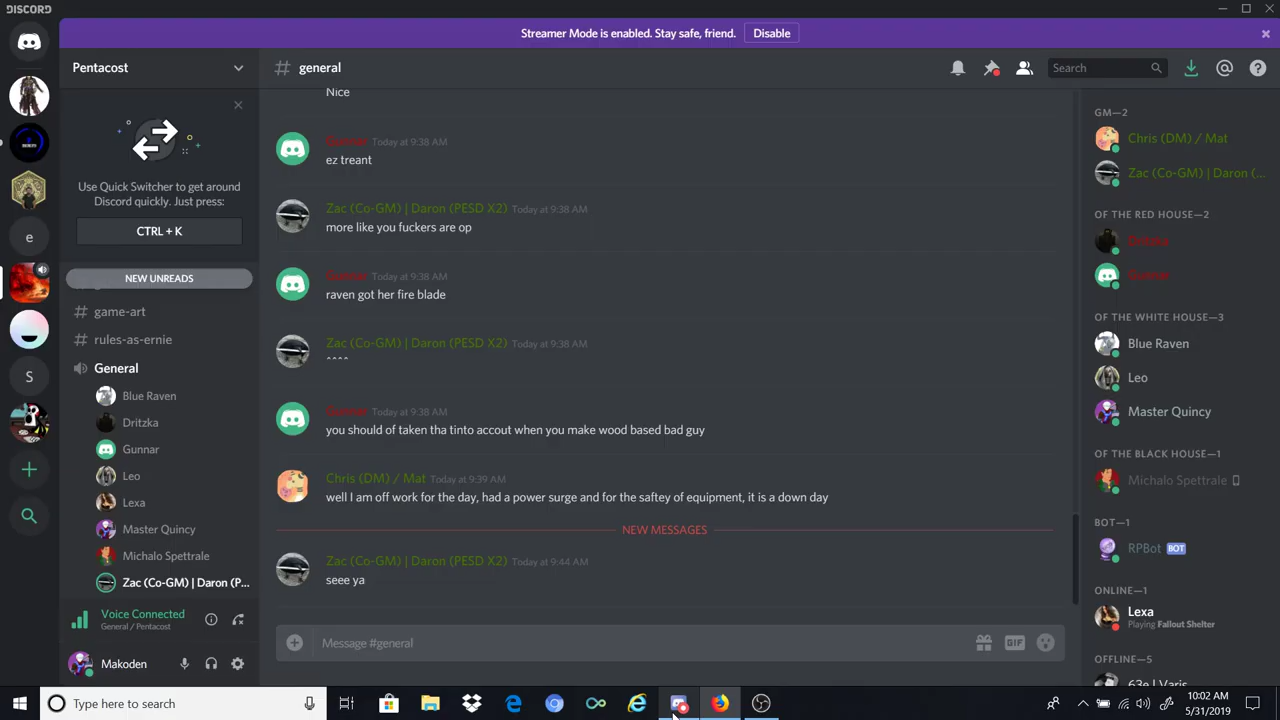 DISCORD
Streamer Mode is enabled. Stay safe, friend.
Disable
Pentacost
Use Quick Switcher to get around
Discord quickly. Just press:
CTRL + K
NEW UNREADS
# game-art
# rules-as-ernie
General
Blue Raven
Dritzka
Gunnar
Leo
Lexa
Master Quincy
Michalo Spettrale
Zac (Co-GM) | Daron (P...
Voice Connected
General / Pentacost
Makoden
e
S
# general
Search
Nice
Gunnar Today at 9:38 AM
ez treant
Zac (Co-GM) | Daron (PESD X2) Today at 9:38 AM
more like you fuckers are op
Gunnar Today at 9:38 AM
raven got her fire blade
Zac (Co-GM) | Daron (PESD X2) Today at 9:38 AM
^^^^
Gunnar Today at 9:38 AM
you should of taken tha tinto accout when you make wood based bad guy
Chris (DM) / Mat Today at 9:39 AM
well I am off work for the day, had a power surge and for the saftey of equipment, it is a down day
NEW MESSAGES
Zac (Co-GM) | Daron (PESD X2) Today at 9:44 AM
seee ya
Message #general
GIF
GM—2
Chris (DM) / Mat
Zac (Co-GM) | Daron (...
OF THE RED HOUSE—2
Dritzka
Gunnar
OF THE WHITE HOUSE—3
Blue Raven
Leo
Master Quincy
OF THE BLACK HOUSE—1
Michalo Spettrale
BOT—1
RPBot BOT
ONLINE—1
Lexa
Playing Fallout Shelter
OFFLINE—5
Type here to search
10:02 AM
5/31/2019